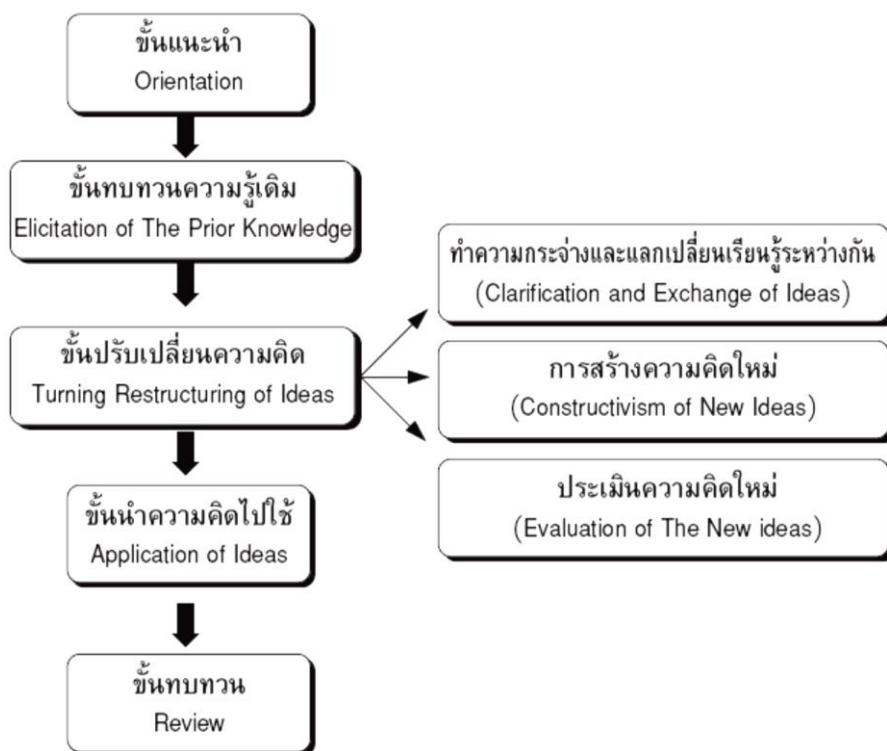 ขั้นแนะนำ
Orientation
ขั้นทบทวนความรู้เดิม
Elicitation of The Prior Knowledge
ขั้นปรับเปลี่ยนความคิด
Turning Restructuring of Ideas
ทำความกระจ่างและแลกเปลี่ยนเรียนรู้ระหว่างกัน
(Clarification and Exchange of Ideas)
การสร้างความคิดใหม่
(Constructivism of New Ideas)
ประเมินความคิดใหม่
(Evaluation of The New ideas)
ขั้นนำความคิดไปใช้
Application of Ideas
ขั้นทบทวน
Review